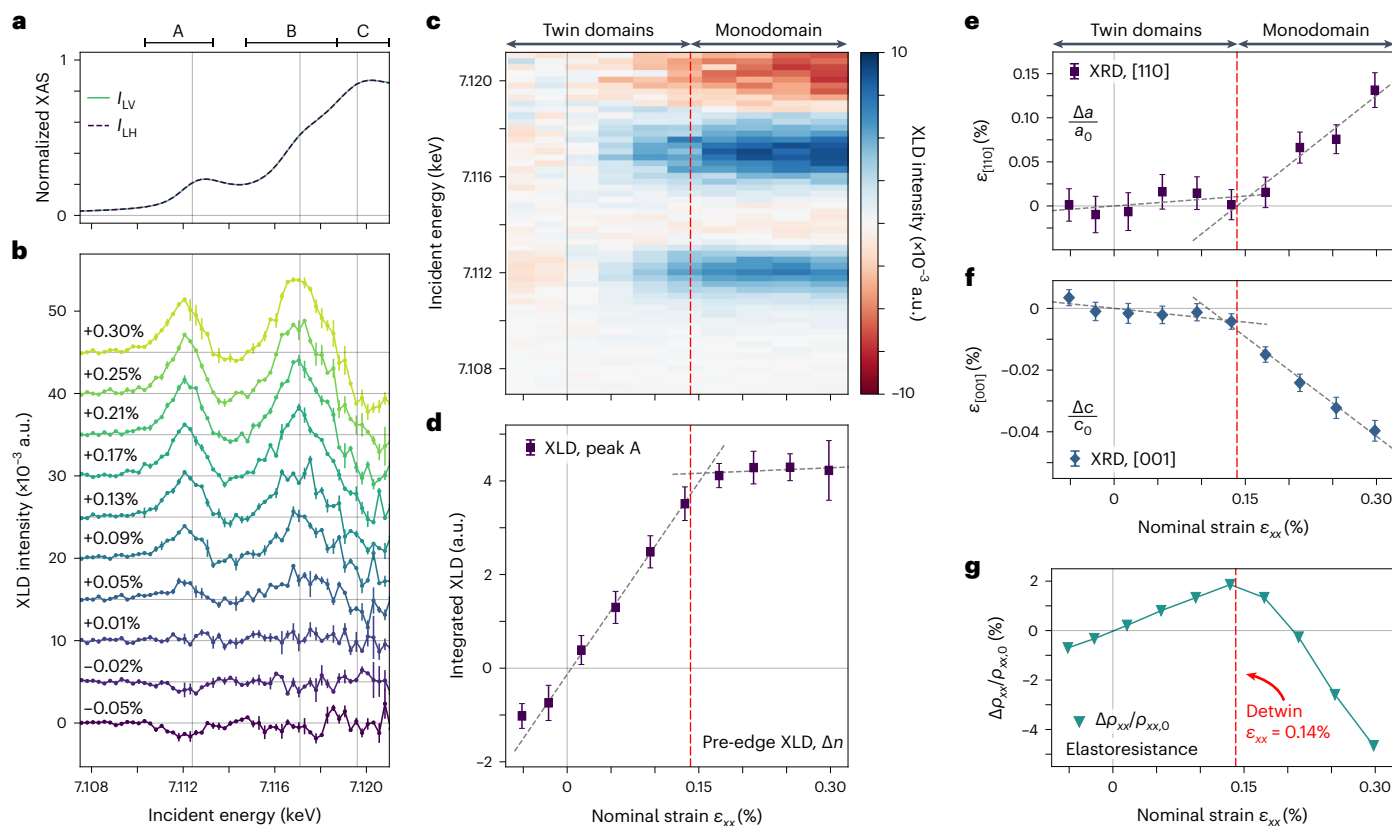 a
A
B
C
Normalized XAS
1
0
I_LV
I_LH
b
XLD intensity (×10⁻³ a.u.)
50
40
30
20
10
0
+0.30%
+0.25%
+0.21%
+0.17%
+0.13%
+0.09%
+0.05%
+0.01%
−0.02%
−0.05%
7.108
7.112
7.116
7.120
Incident energy (keV)
c
Twin domains
Monodomain
Incident energy (keV)
7.120
7.116
7.112
7.108
10
−10
XLD intensity (×10⁻³ a.u.)
d
XLD, peak A
Integrated XLD (a.u.)
4
2
0
−2
Pre-edge XLD, Δn
0
0.15
0.30
Nominal strain ε_xx (%)
e
Twin domains
Monodomain
XRD, [110]
Δa
a₀
ε_[110] (%)
0.15
0.10
0.05
0
f
ε_[001] (%)
0
−0.02
−0.04
Δc
c₀
XRD, [001]
0
0.15
0.30
Nominal strain ε_xx (%)
g
Δρ_xx/ρ_xx,0 (%)
2
0
−2
−4
Detwin
ε_xx = 0.14%
Δρ_xx/ρ_xx,0
Elastoresistance
0
0.15
0.30
Nominal strain ε_xx (%)